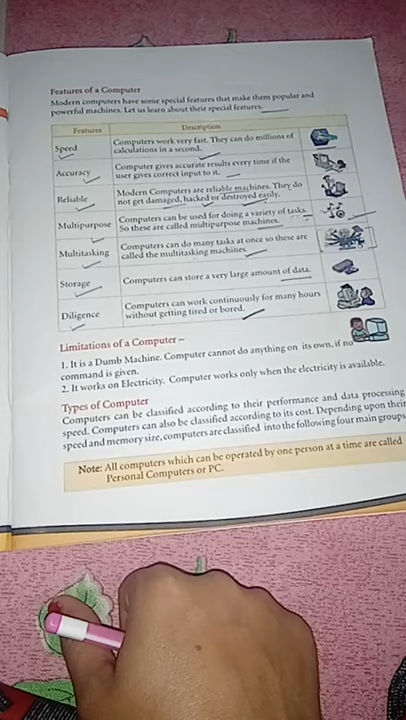 Features of a Computer
Modern computers have some special features that make them popular and
powerful machines. Let us learn about their special features.
Features Description
Speed Computers work very fast. They can do millions of
calculations in a second.
Accuracy Computer gives accurate results every time if the
user gives correct input to it.
Reliable Modern Computers are reliable machines. They do
not get damaged, hacked or destroyed easily.
Multipurpose Computers can be used for doing a variety of tasks.
So these are called multipurpose machines.
Multitasking Computers can do many tasks at once so these are
called the multitasking machines.
Storage Computers can store a very large amount of data.
Diligence Computers can work continuously for many hours
without getting tired or bored.
Limitations of a Computer –
1. It is a Dumb Machine. Computer cannot do anything on its own, if no
command is given.
2. It works on Electricity. Computer works only when the electricity is available.
Types of Computer
Computers can be classified according to their performance and data processing
speed. Computers can also be classified according to its cost. Depending upon their
speed and memory size, computers are classified into the following four main groups
Note: All computers which can be operated by one person at a time are called
Personal Computers or PC.